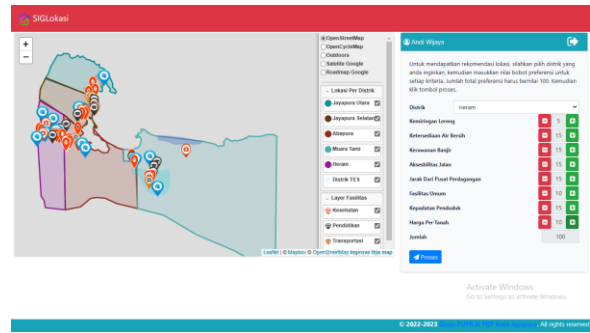 SIGLokasi
+
−
OpenStreetMap
OpenCycleMap
Outdoors
Satelite Google
Roadmap Google
- Lokasi Per Distrik
Jayapura Utara
Jayapura Selatan
Abepura
Muara Tami
Heram
Distrik TES
- Layer Fasilitas
Kesehatan
Pendidikan
Transportasi
Leaflet | © Mapbox © OpenStreetMap Improve this map
Andi Wijaya
Untuk mendapatkan rekomendasi lokasi, silahkan pilih distrik yang
anda inginkan, kemudian masukkan nilai bobot preferensi untuk
setiap kriteria. Jumlah total preferensi harus bernilai 100. Kemudian
klik tombol proses.
Distrik Heram
Kemiringan Lereng 5
Ketersediaan Air Bersih 15
Kerawanan Banjir 15
Aksesibilitas Jalan 15
Jarak Dari Pusat Perdagangan 15
Fasilitas Umum 10
Kepadatan Penduduk 15
Harga Per Tanah 10
Jumlah 100
Proses
Activate Windows
Go to Settings to activate Windows.
© 2022-2023 Dinas PUPR & PKP Kota Jayapura. All rights reserved